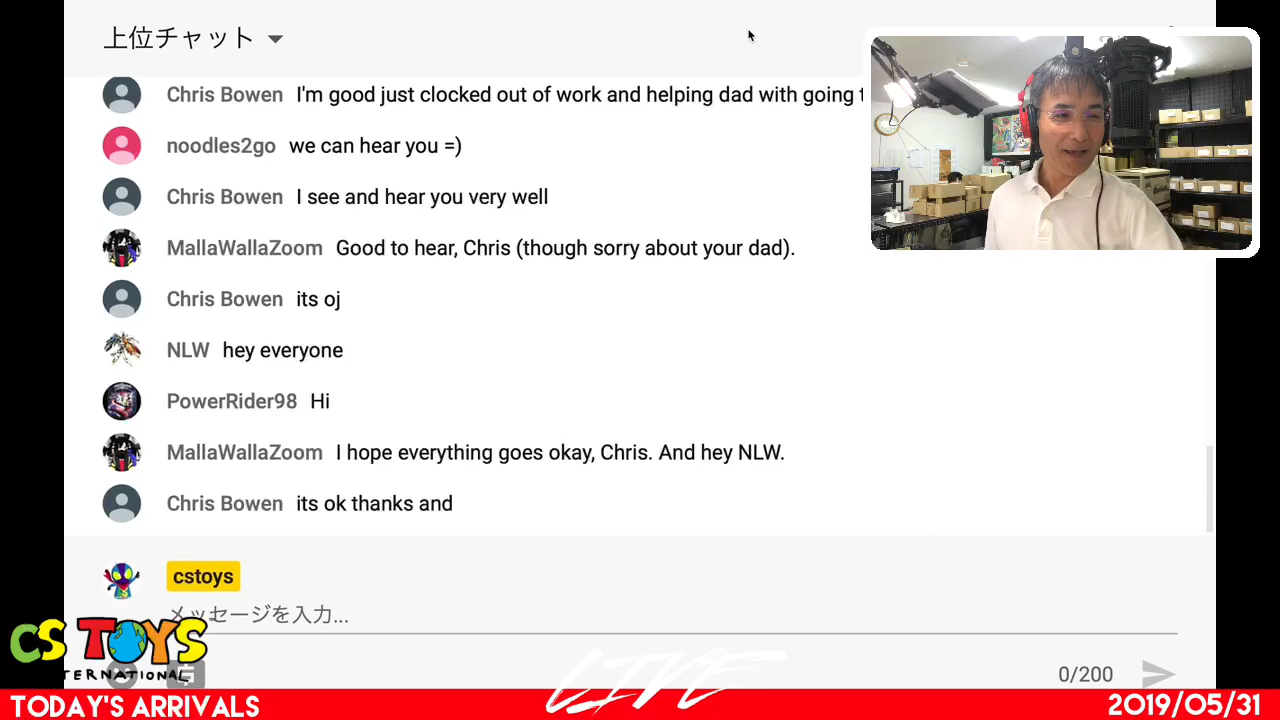 上位チャット
Chris Bowen I'm good just clocked out of work and helping dad with going
noodles2go we can hear you =)
Chris Bowen I see and hear you very well
MallaWallaZoom Good to hear, Chris (though sorry about your dad).
Chris Bowen its oj
NLW hey everyone
PowerRider98 Hi
MallaWallaZoom I hope everything goes okay, Chris. And hey NLW.
Chris Bowen its ok thanks and
cstoys
メッセージを入力...
CS TOYS
INTERNATIONAL
0/200
LIVE
TODAY'S ARRIVALS
2019/05/31